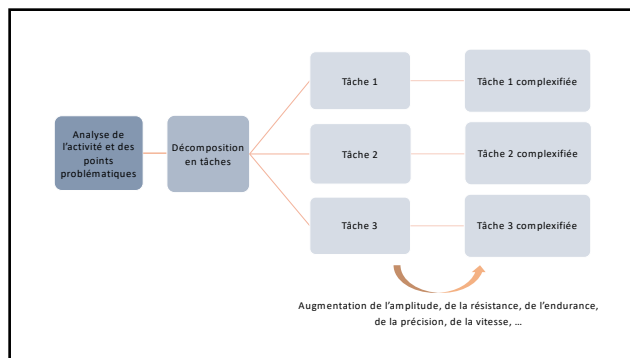 Analyse de
l'activité et des
points
problématiques
Décomposition
en tâches
Tâche 1
Tâche 1 complexifiée
Tâche 2
Tâche 2 complexifiée
Tâche 3
Tâche 3 complexifiée
Augmentation de l'amplitude, de la résistance, de l'endurance,
de la précision, de la vitesse, ...